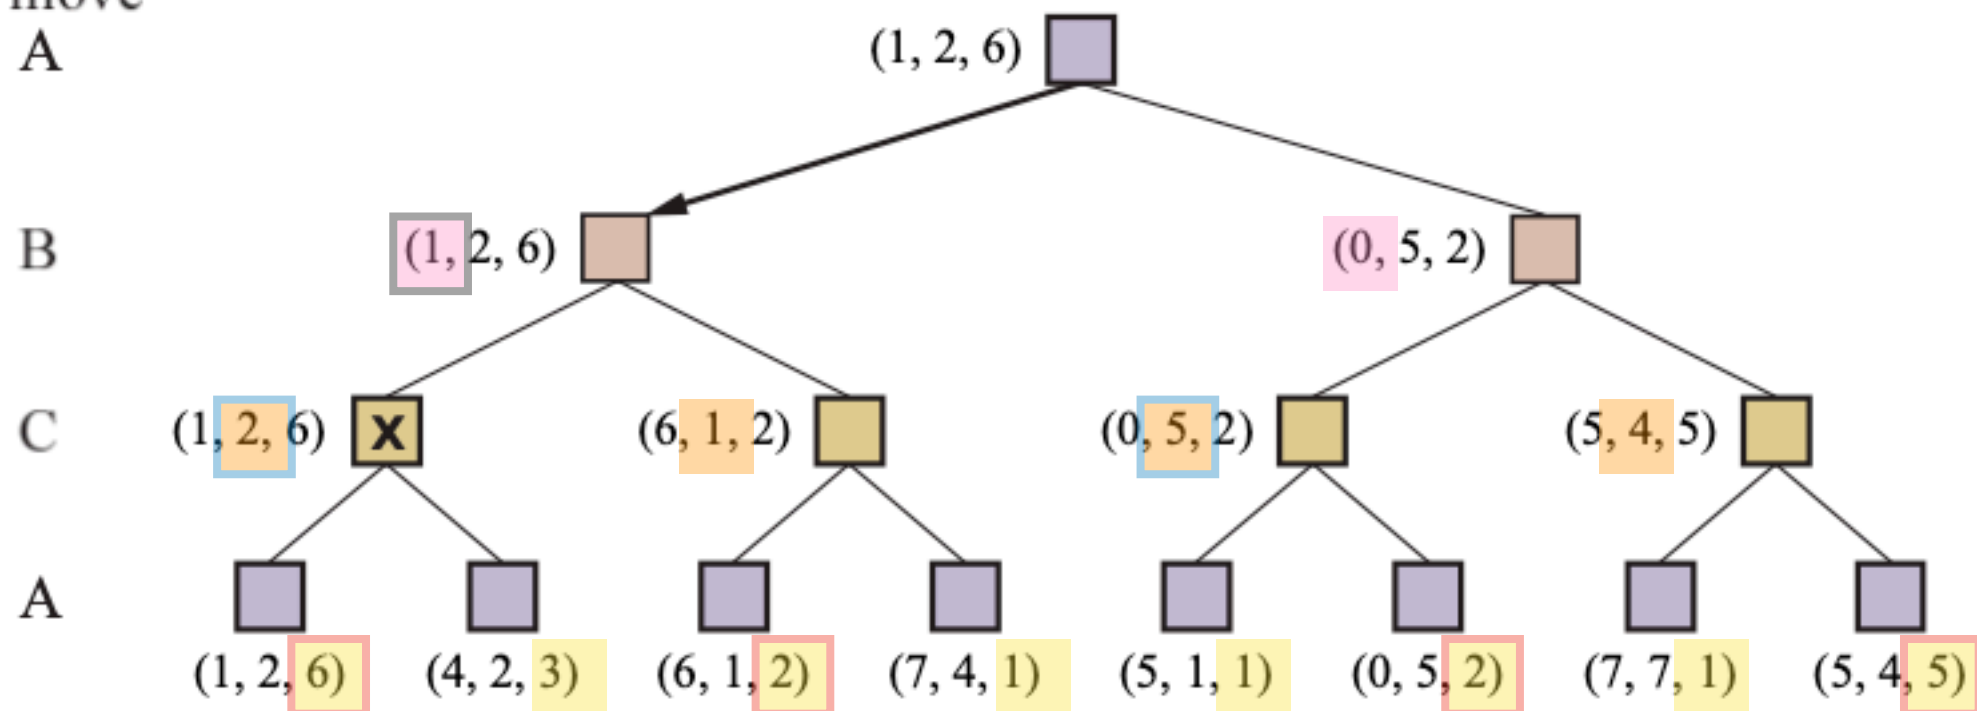 move
A (1, 2, 6)
B (1, 2, 6) (0, 5, 2)
C (1, 2, 6) X (6, 1, 2) (0, 5, 2) (5, 4, 5)
A
(1, 2, 6) (4, 2, 3) (6, 1, 2) (7, 4, 1) (5, 1, 1) (0, 5, 2) (7, 7, 1) (5, 4, 5)